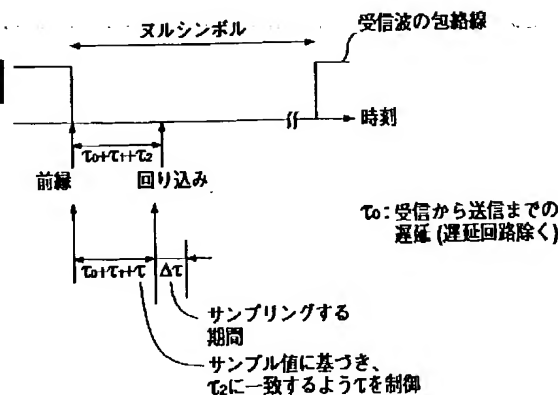 ヌルシンボル
受信波の包絡線
時刻
τ₀+τ₁+τ₂
前縁
回り込み
τ₀:受信から送信までの
遅延(遅延回路除く)
τ₀+τ₁+τ
Δτ
サンプリングする
期間
サンプル値に基づき、
τ₂に一致するようτを制御